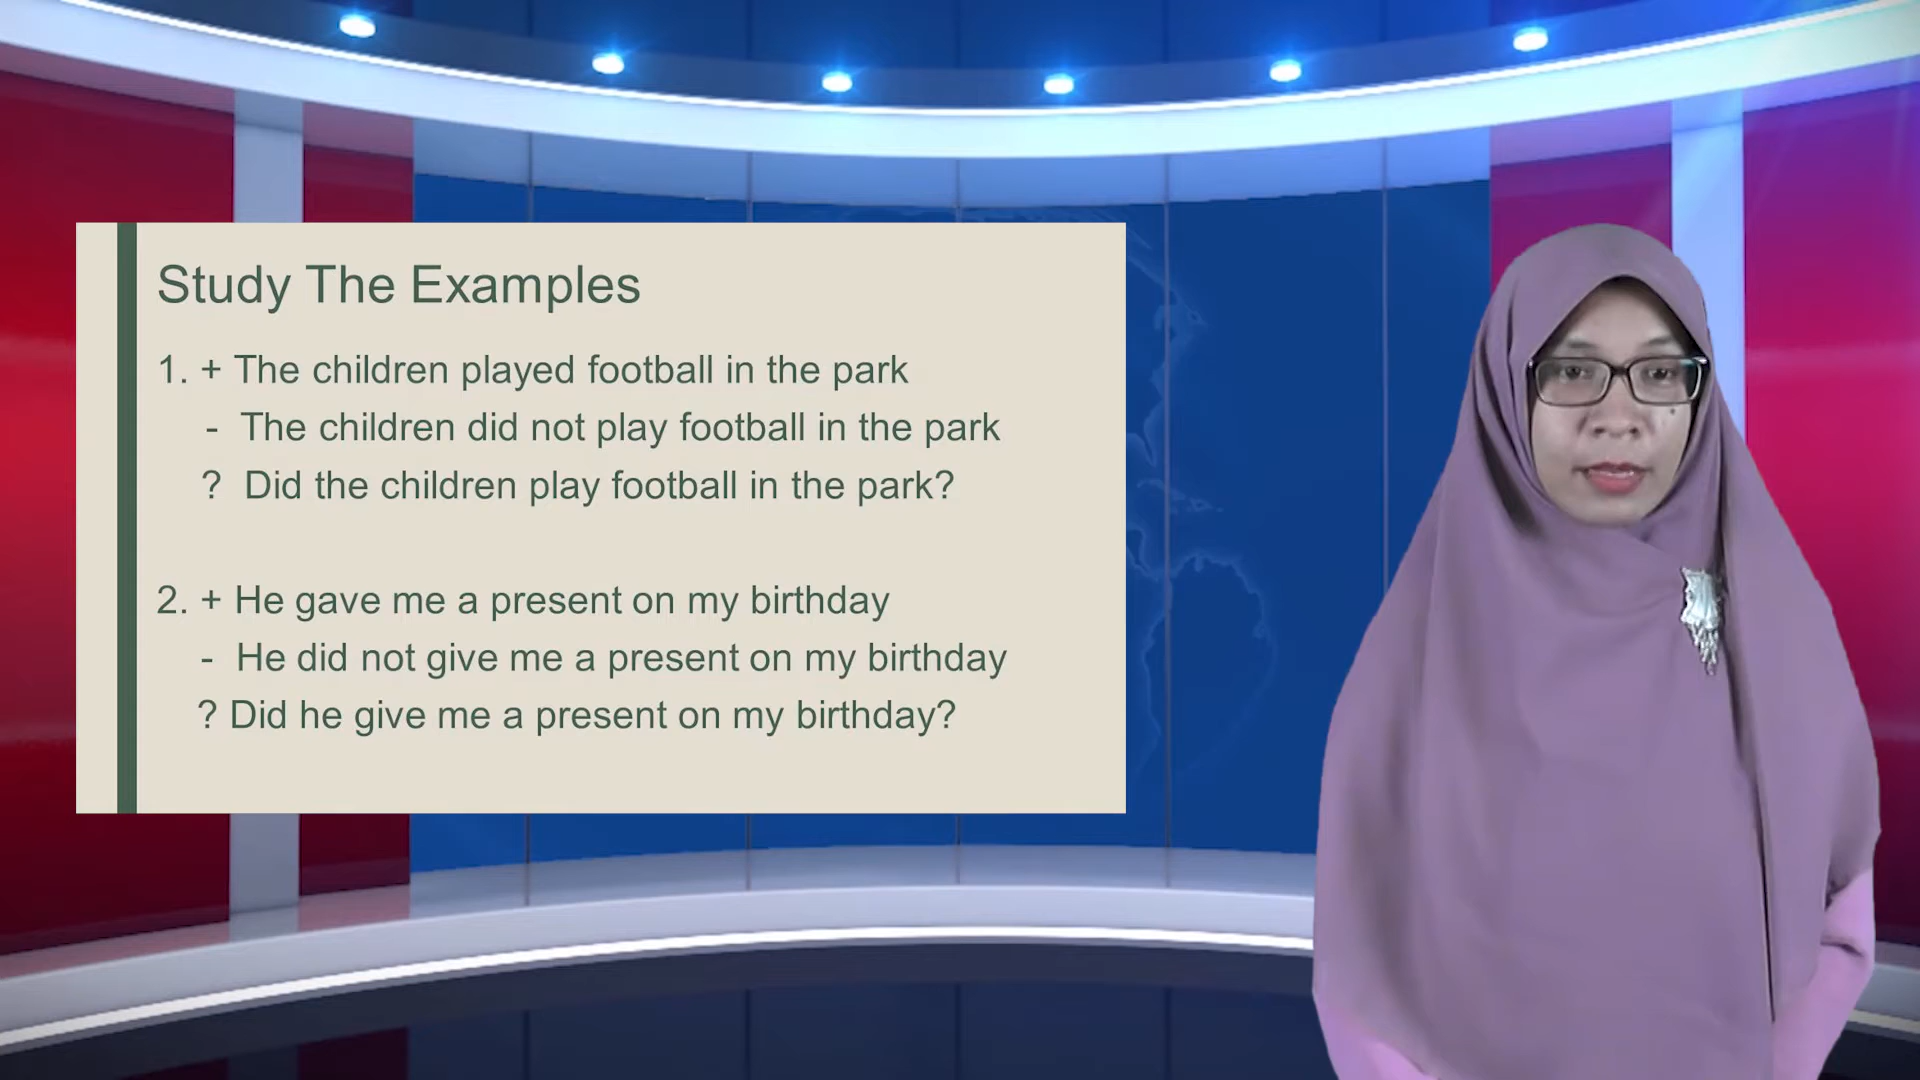 Study The Examples
1. + The children played football in the park
- The children did not play football in the park
? Did the children play football in the park?
2. + He gave me a present on my birthday
- He did not give me a present on my birthday
? Did he give me a present on my birthday?